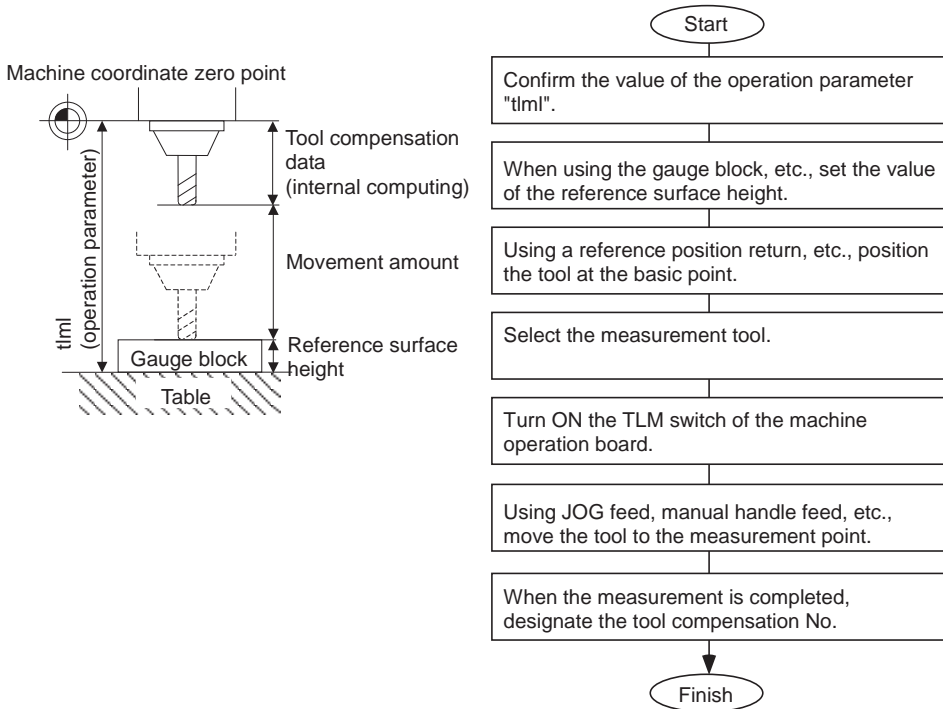 Machine coordinate zero point
Tool compensation
data
(internal computing)
Movement amount
tlml
(operation parameter)
Reference surface
height
Gauge block
Table
Start
Confirm the value of the operation parameter
"tlml".
When using the gauge block, etc., set the value
of the reference surface height.
Using a reference position return, etc., position
the tool at the basic point.
Select the measurement tool.
Turn ON the TLM switch of the machine
operation board.
Using JOG feed, manual handle feed, etc.,
move the tool to the measurement point.
When the measurement is completed,
designate the tool compensation No.
Finish